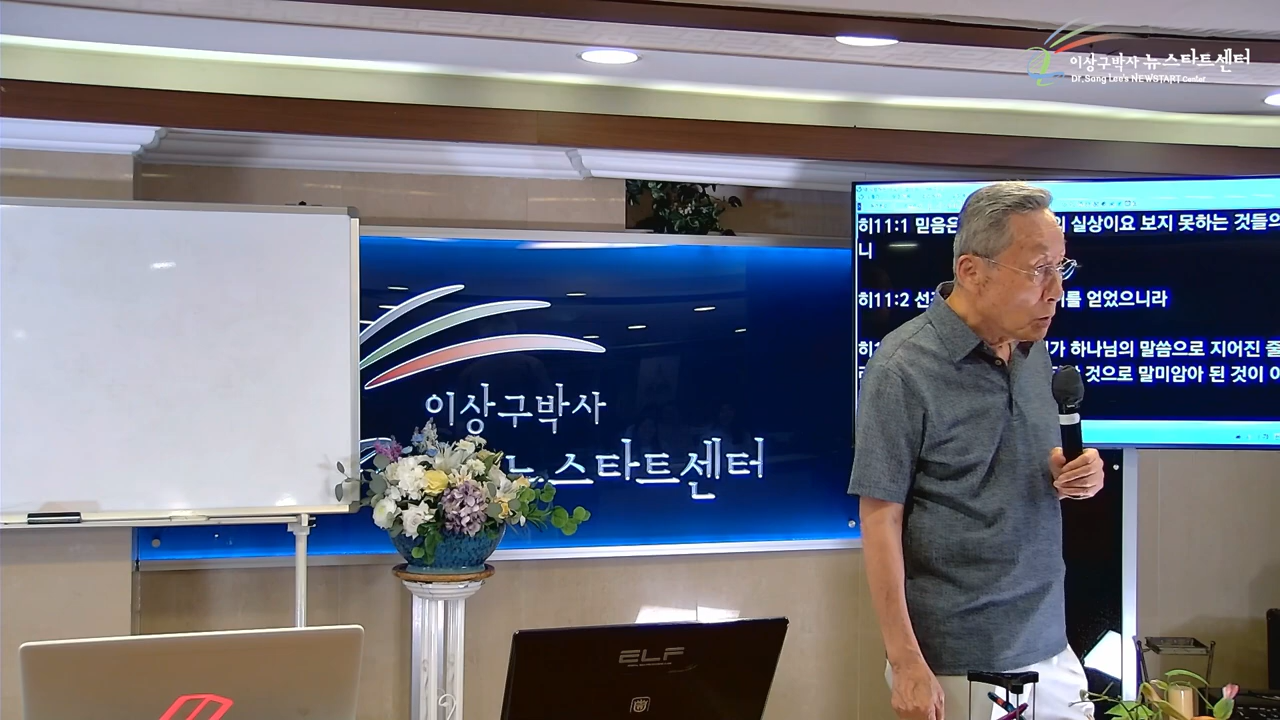 이상구박사 뉴스타트센터
Dr.Sang Lee's NEWSTART Center
히11:1 믿음은 실상이요 보지 못하는 것들의
니
히11:2 를 얻었으니라
가 하나님의 말씀으로 지어진 줄
것으로 말미암아 된 것이
이상구박사
뉴스타트센터
ELF